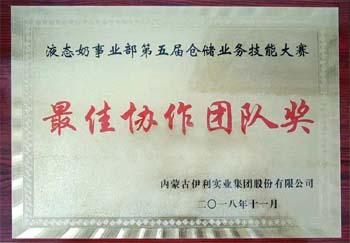 液态奶事业部第五届仓储业务技能大赛
最佳协作团队奖
内蒙古伊利实业集团股份有限公司
二〇一八年十一月